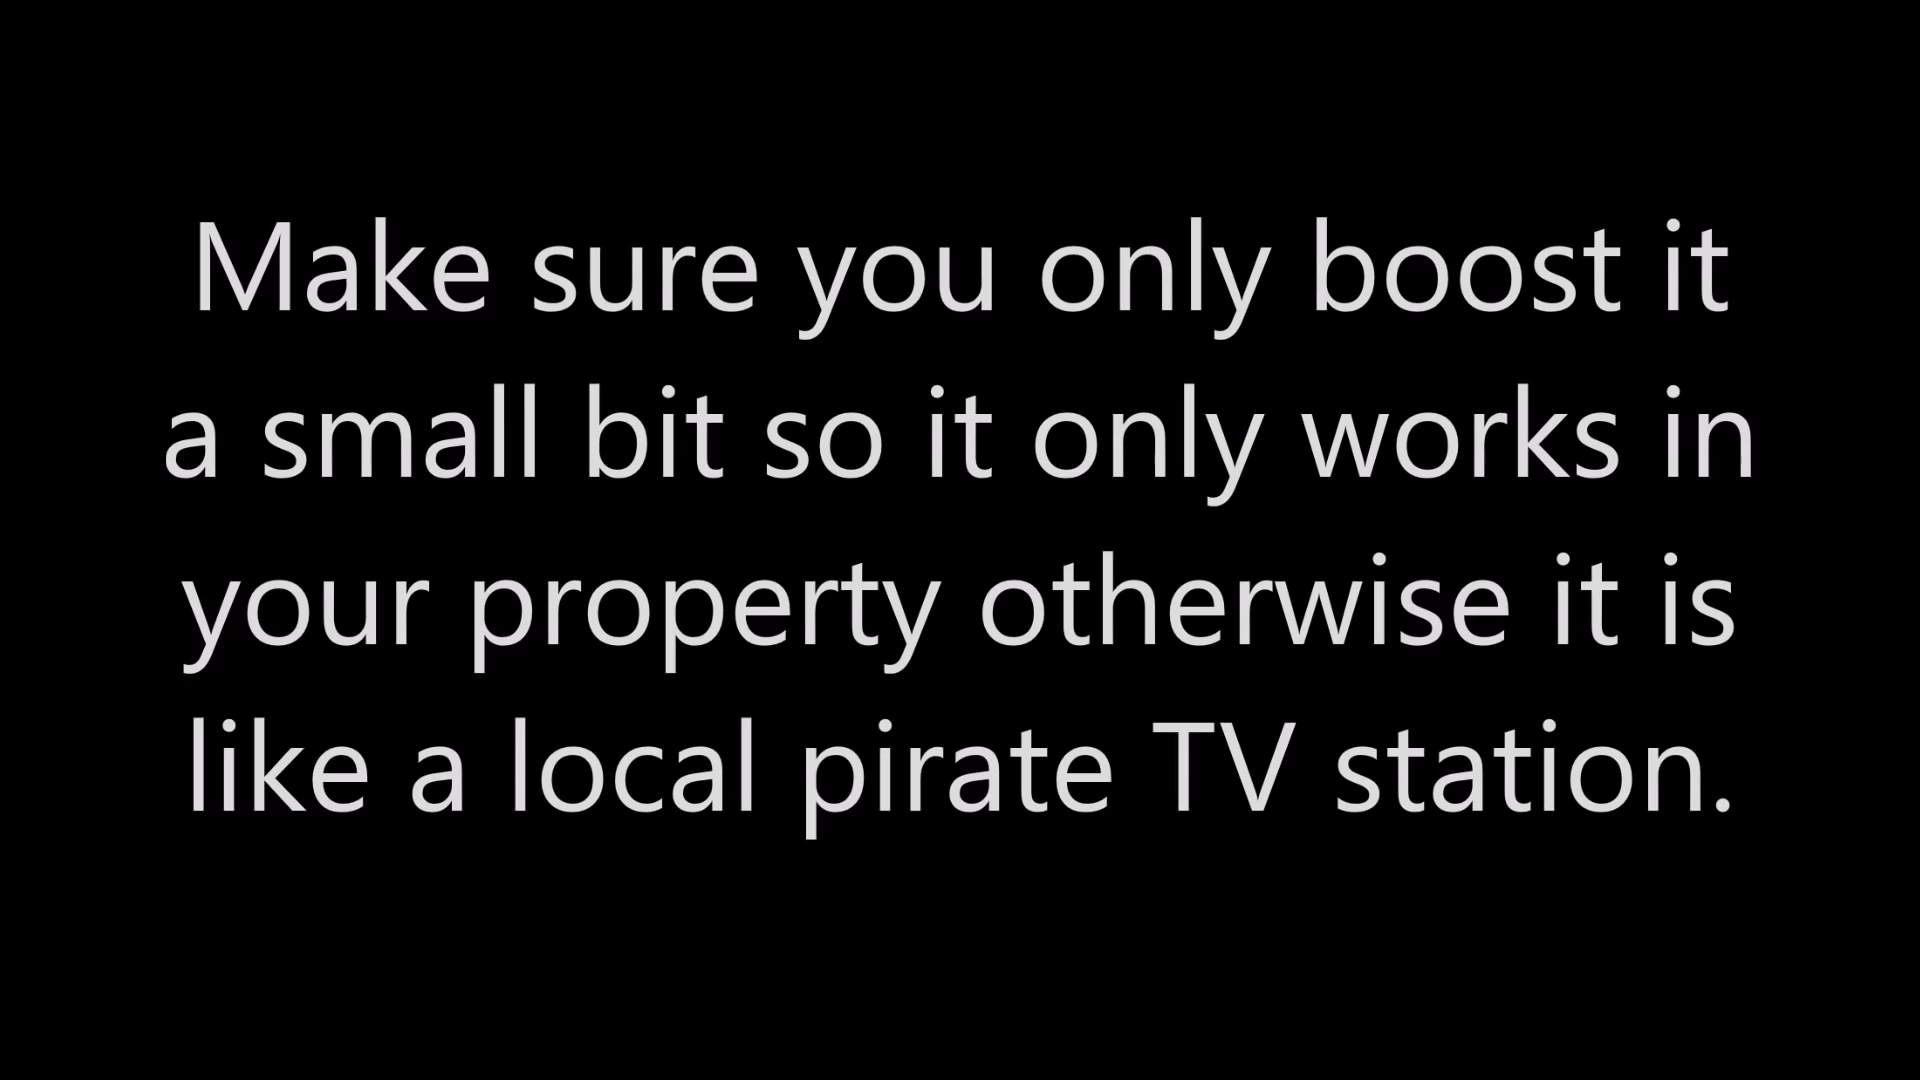 Make sure you only boost it
a small bit so it only works in
your property otherwise it is
like a local pirate TV station.